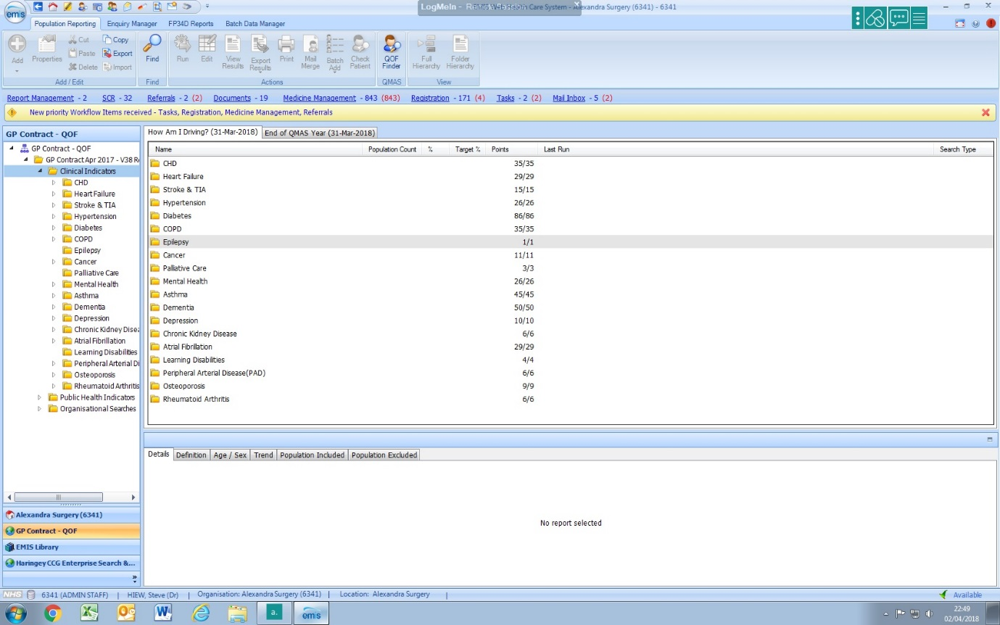 emis
LogMeIn - Re
are System - Alexandra Surgery (6341) - 6341
Population Reporting Enquiry Manager FP34D Reports Batch Data Manager
Add Properties Cut Paste Delete Copy Export Import
Find
Run Edit View Results Export Results Print Mail Merge Batch Add Check Patient
QOF Finder
Full Hierarchy Folder Hierarchy
Add / Edit Find Actions QMAS View
Report Management - 2 SCR - 32 Referrals - 2 (2) Documents - 19 Medicine Management - 843 (843) Registration - 171 (4) Tasks - 2 (2) Mail Inbox - 5 (2)
New priority Workflow Items received - Tasks, Registration, Medicine Management, Referrals
GP Contract - QOF
GP Contract - QOF
GP Contract Apr 2017 - V38 R
Clinical Indicators
CHD
Heart Failure
Stroke & TIA
Hypertension
Diabetes
COPD
Epilepsy
Cancer
Palliative Care
Mental Health
Asthma
Dementia
Depression
Chronic Kidney Disea
Atrial Fibrillation
Learning Disabilities
Peripheral Arterial Di
Osteoporosis
Rheumatoid Arthritis
Public Health Indicators
Organisational Searches
Alexandra Surgery (6341)
GP Contract - QOF
EMIS Library
Haringey CCG Enterprise Search &...
How Am I Driving? (31-Mar-2018) End of QMAS Year (31-Mar-2018)
Name Population Count % Target % Points Last Run Search Type
CHD 35/35
Heart Failure 29/29
Stroke & TIA 15/15
Hypertension 26/26
Diabetes 86/86
COPD 35/35
Epilepsy 1/1
Cancer 11/11
Palliative Care 3/3
Mental Health 26/26
Asthma 45/45
Dementia 50/50
Depression 10/10
Chronic Kidney Disease 6/6
Atrial Fibrillation 29/29
Learning Disabilities 4/4
Peripheral Arterial Disease(PAD) 6/6
Osteoporosis 9/9
Rheumatoid Arthritis 6/6
Details Definition Age / Sex Trend Population Included Population Excluded
No report selected
NHS 6341 (ADMIN STAFF) | HIEW, Steve (Dr) | Organisation: Alexandra Surgery (6341) | Location: Alexandra Surgery |
Available
a. emis
22:49
02/04/2018